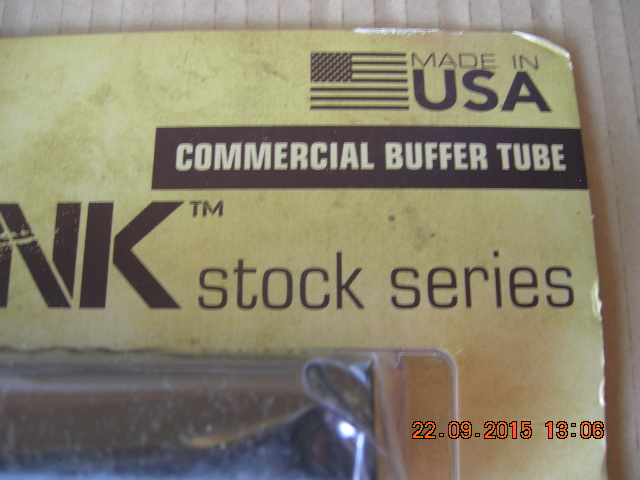 MADE IN
USA
COMMERCIAL BUFFER TUBE
NK™
stock series
22.09.2015 13:06